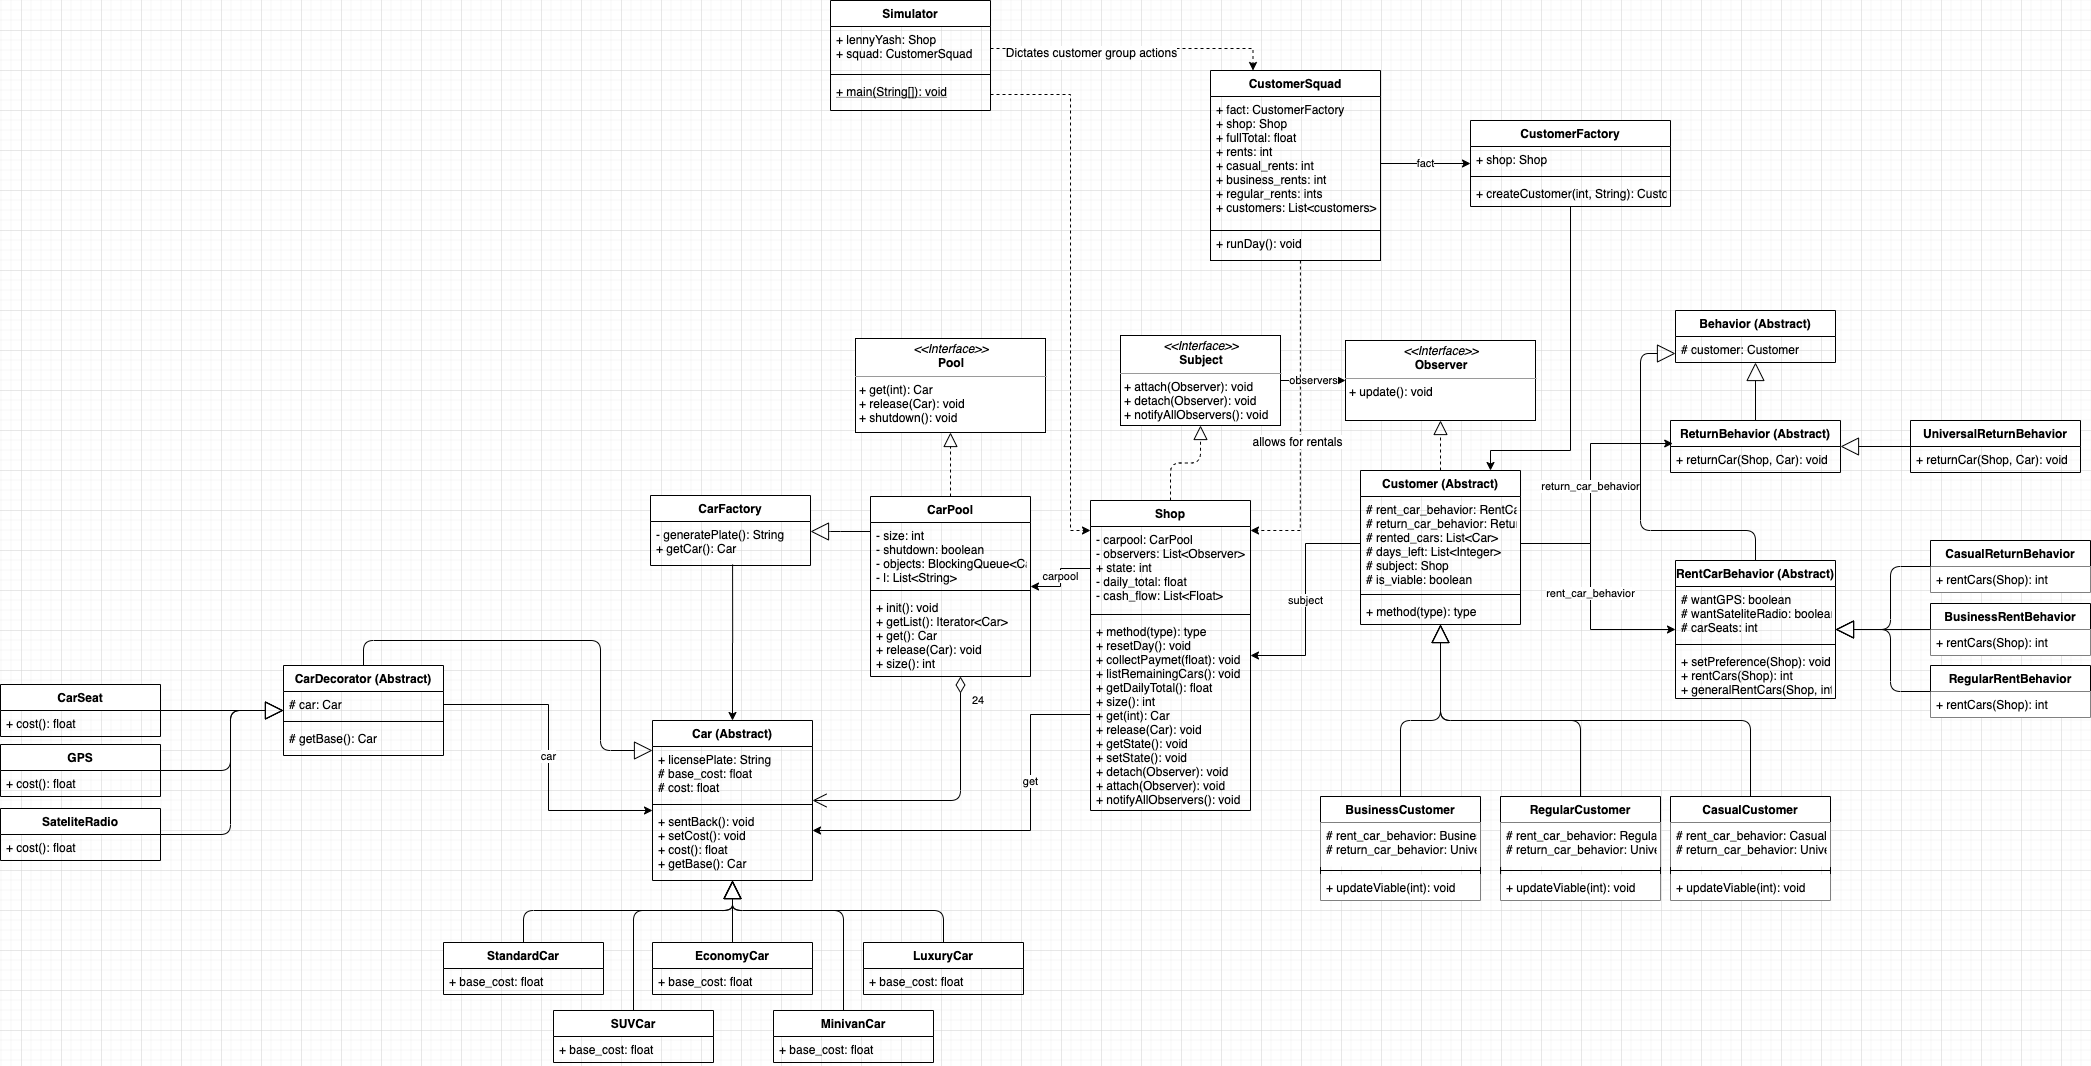 Simulator
+ lennyYash: Shop
+ squad: CustomerSquad
+ main(String[]): void
Dictates customer group actions
CustomerSquad
+ fact: CustomerFactory
+ shop: Shop
+ fullTotal: float
+ rents: int
+ casual_rents: int
+ business_rents: int
+ regular_rents: ints
+ customers: List<customers>
+ runDay(): void
fact
CustomerFactory
+ shop: Shop
+ createCustomer(int, String): Custo
<<Interface>>
Pool
+ get(int): Car
+ release(Car): void
+ shutdown(): void
<<Interface>>
Subject
+ attach(Observer): void
+ detach(Observer): void
+ notifyAllObservers(): void
observers
<<Interface>>
Observer
+ update(): void
allows for rentals
Behavior (Abstract)
# customer: Customer
ReturnBehavior (Abstract)
+ returnCar(Shop, Car): void
UniversalReturnBehavior
+ returnCar(Shop, Car): void
return_car_behavior
CarFactory
- generatePlate(): String
+ getCar(): Car
CarPool
- size: int
- shutdown: boolean
- objects: BlockingQueue<Ca
- l: List<String>
+ init(): void
+ getList(): Iterator<Car>
+ get(): Car
+ release(Car): void
+ size(): int
24
carpool
Shop
- carpool: CarPool
- observers: List<Observer>
+ state: int
- daily_total: float
- cash_flow: List<Float>
+ method(type): type
+ resetDay(): void
+ collectPaymet(float): void
+ listRemainingCars(): void
+ getDailyTotal(): float
+ size(): int
+ get(int): Car
+ release(Car): void
+ getState(): void
+ setState(): void
+ detach(Observer): void
+ attach(Observer): void
+ notifyAllObservers(): void
get
subject
Customer (Abstract)
# rent_car_behavior: RentCa
# return_car_behavior: Retur
# rented_cars: List<Car>
# days_left: List<Integer>
# subject: Shop
# is_viable: boolean
+ method(type): type
rent_car_behavior
RentCarBehavior (Abstract)
# wantGPS: boolean
# wantSateliteRadio: boolean
# carSeats: int
+ setPreference(Shop): void
+ rentCars(Shop): int
+ generalRentCars(Shop, int
CasualReturnBehavior
+ rentCars(Shop): int
BusinessRentBehavior
+ rentCars(Shop): int
RegularRentBehavior
+ rentCars(Shop): int
CarDecorator (Abstract)
# car: Car
# getBase(): Car
car
CarSeat
+ cost(): float
GPS
+ cost(): float
SateliteRadio
+ cost(): float
Car (Abstract)
+ licensePlate: String
# base_cost: float
# cost: float
+ sentBack(): void
+ setCost(): void
+ cost(): float
+ getBase(): Car
BusinessCustomer
# rent_car_behavior: Busine
# return_car_behavior: Unive
+ updateViable(int): void
RegularCustomer
# rent_car_behavior: Regula
# return_car_behavior: Unive
+ updateViable(int): void
CasualCustomer
# rent_car_behavior: Casual
# return_car_behavior: Unive
+ updateViable(int): void
StandardCar
+ base_cost: float
EconomyCar
+ base_cost: float
LuxuryCar
+ base_cost: float
SUVCar
+ base_cost: float
MinivanCar
+ base_cost: float